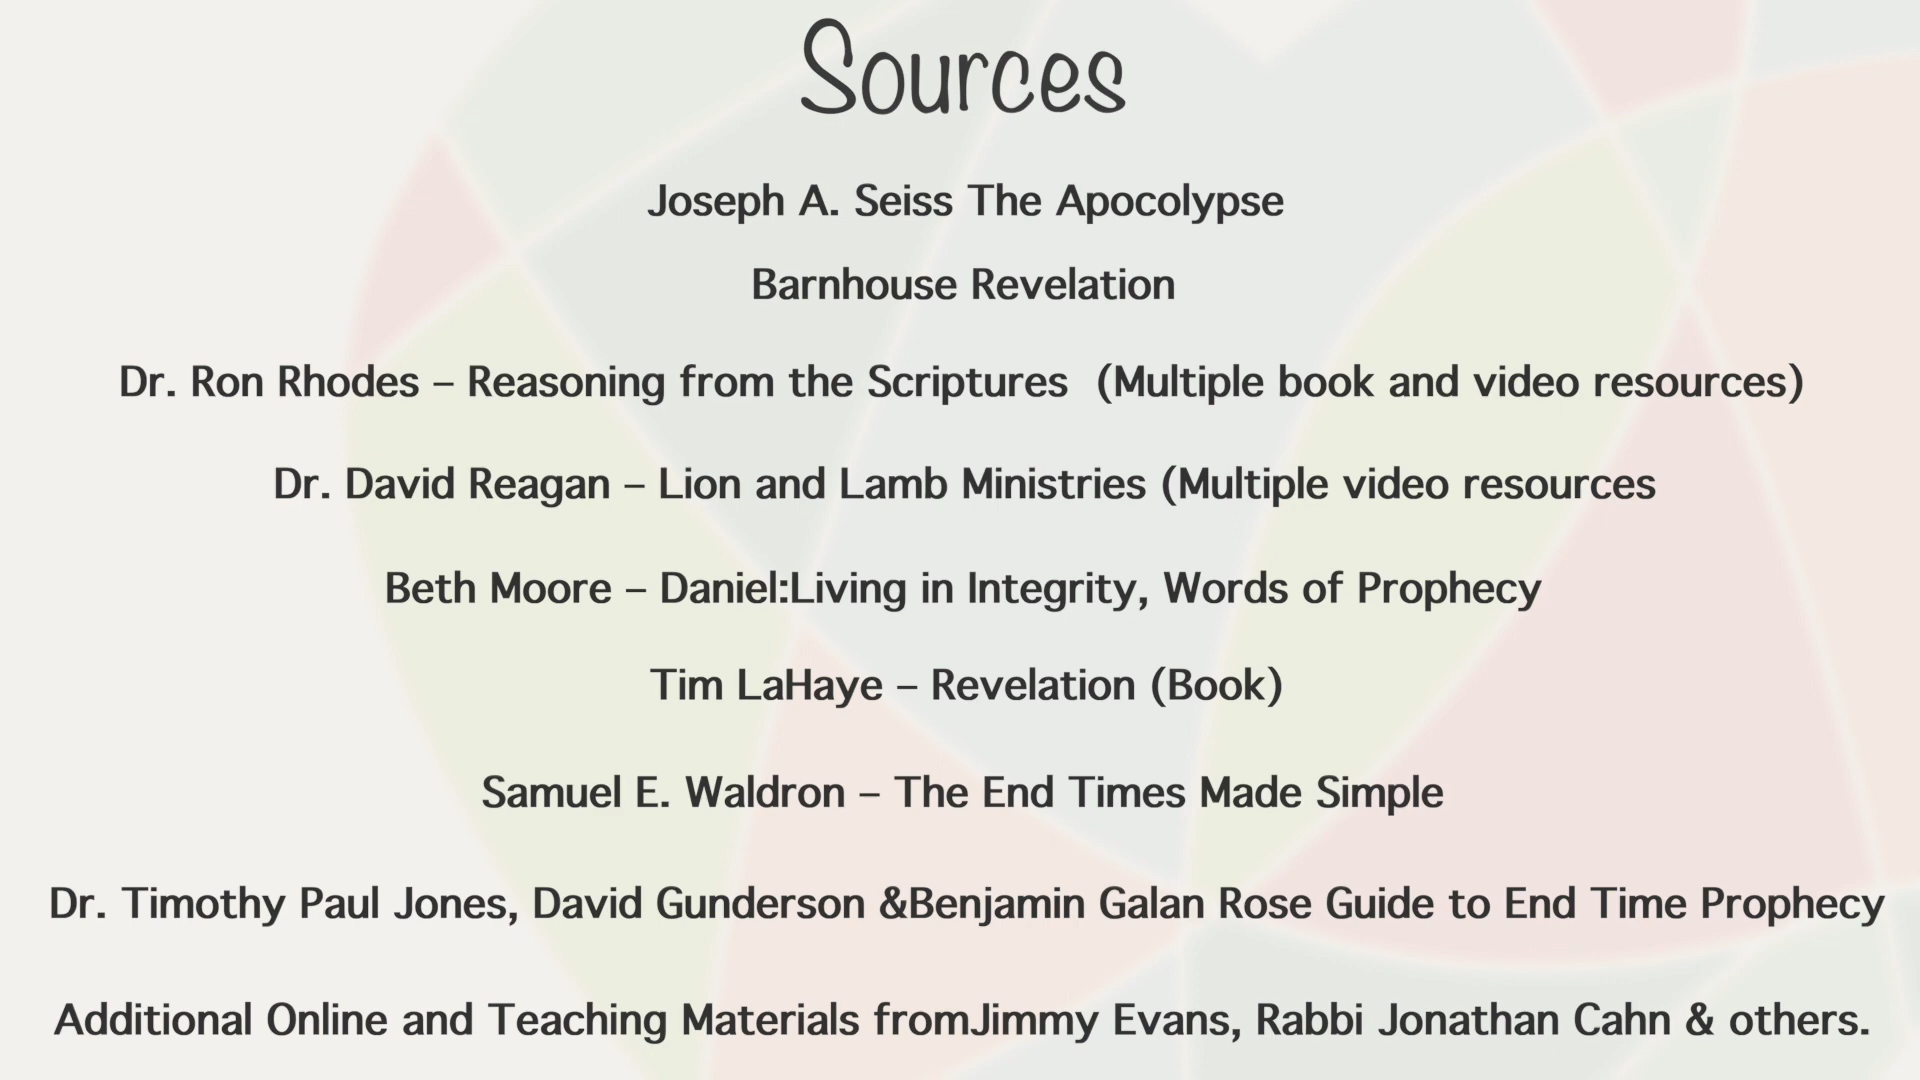 Sources
Joseph A. Seiss The Apocolypse
Barnhouse Revelation
Dr. Ron Rhodes – Reasoning from the Scriptures  (Multiple book and video resources)
Dr. David Reagan – Lion and Lamb Ministries (Multiple video resources
Beth Moore – Daniel:Living in Integrity, Words of Prophecy
Tim LaHaye – Revelation (Book)
Samuel E. Waldron – The End Times Made Simple
Dr. Timothy Paul Jones, David Gunderson &Benjamin Galan Rose Guide to End Time Prophecy
Additional Online and Teaching Materials fromJimmy Evans, Rabbi Jonathan Cahn & others.